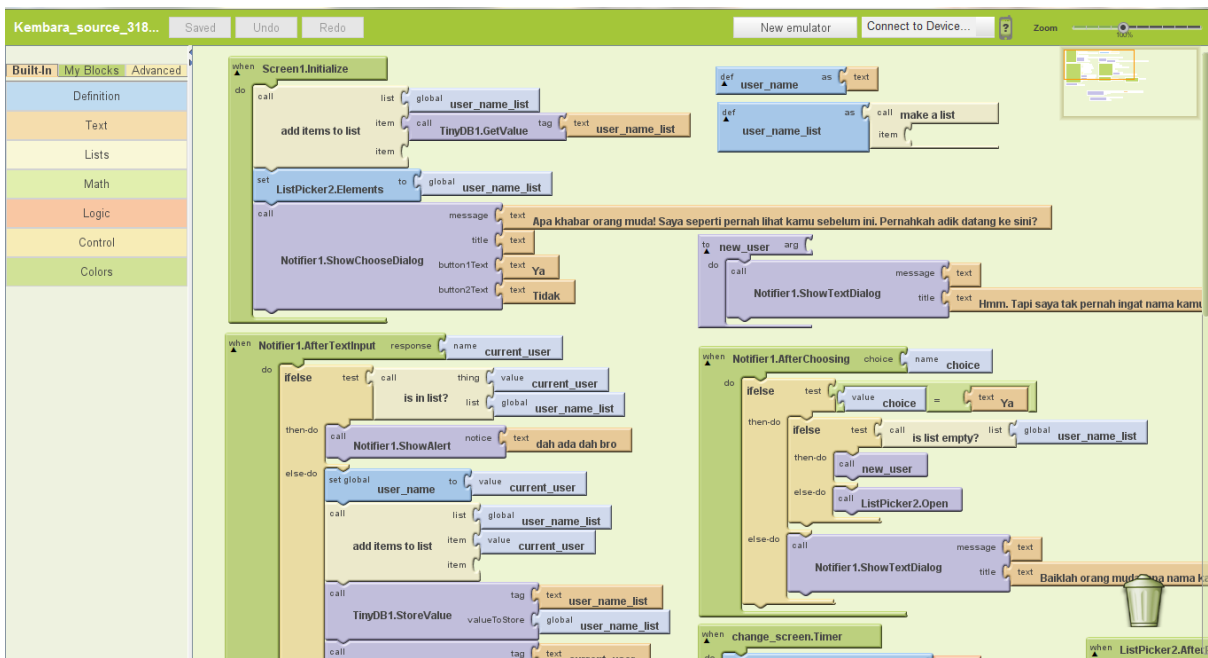 Kembara_source_318...
Saved
Undo
Redo
New emulator
Connect to Device...
?
Zoom
100%
Built-In My Blocks Advanced
Definition
Text
Lists
Math
Logic
Control
Colors
when Screen1.Initialize
do call add items to list list global user_name_list
item call TinyDB1.GetValue tag text user_name_list
item
set ListPicker2.Elements to global user_name_list
call Notifier1.ShowChooseDialog message text Apa khabar orang muda! Saya seperti pernah lihat kamu sebelum ini. Pernahkah adik datang ke sini?
title text
button1Text text Ya
button2Text text Tidak
def user_name as text
def user_name_list as call make a list
item
to new_user arg
do call Notifier1.ShowTextDialog message text
title text Hmm. Tapi saya tak pernah ingat nama kamu
when Notifier1.AfterTextInput response name current_user
do ifelse test call is in list? thing value current_user
list global user_name_list
then-do call Notifier1.ShowAlert notice text dah ada dah bro
else-do set global user_name to value current_user
call add items to list list global user_name_list
item value current_user
item
call TinyDB1.StoreValue tag text user_name_list
valueToStore global user_name_list
call tag text current_user
when Notifier1.AfterChoosing choice name choice
do ifelse test value choice = text Ya
then-do ifelse test call is list empty? list global user_name_list
then-do call new_user
else-do call ListPicker2.Open
else-do call Notifier1.ShowTextDialog message text
title text Baiklah orang nama
when change_screen.Timer
do
when ListPicker2.After